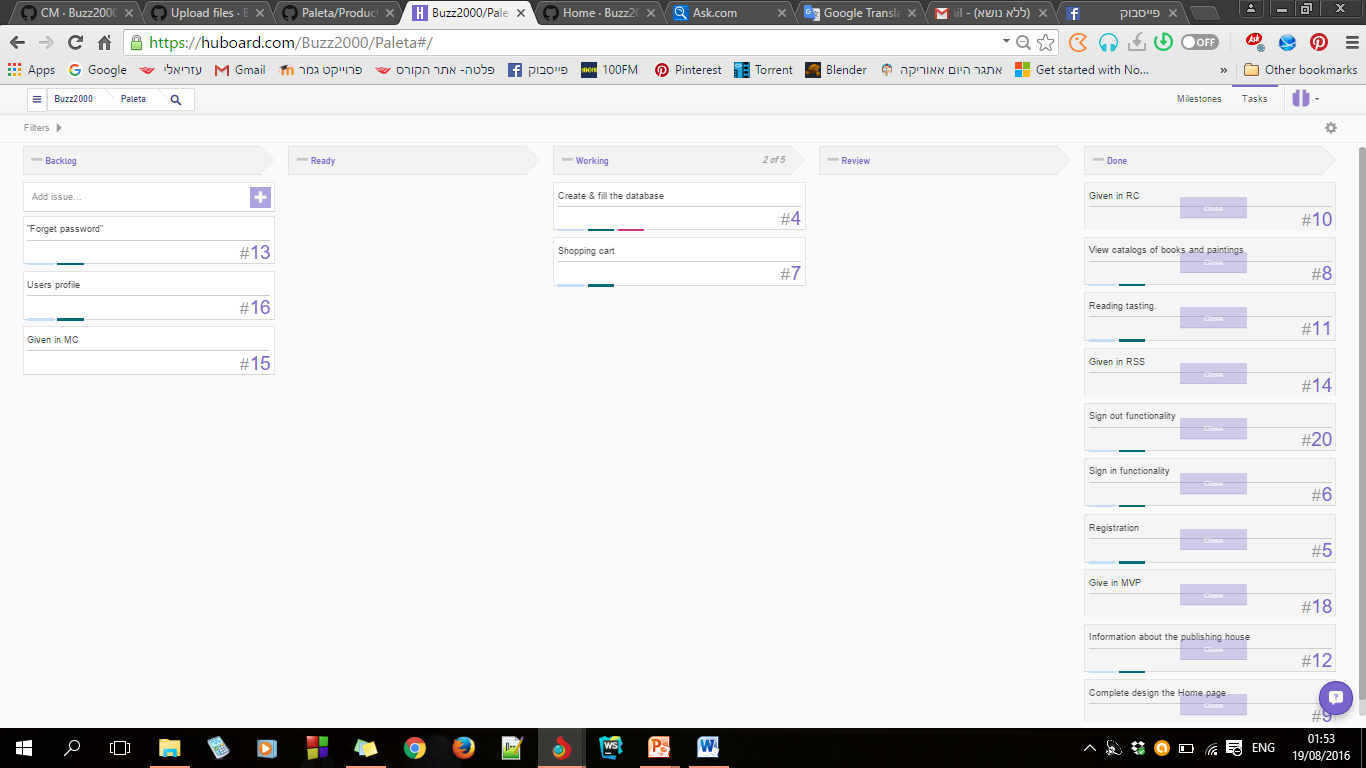 CM · Buzz2000
Upload files · B
Paleta/Product
Buzz2000/Pale
Home · Buzz20
Ask.com
Google Transla
(ללא נושא) - nil
פייסבוק
https://huboard.com/Buzz2000/Paleta#/
OFF
Ask
Apps
Google
עזריאלי
Gmail
פרוייקט גמר
פלטה- אתר הקורס
פייסבוק
100FM
Pinterest
Torrent
Blender
אתגר היום אאוריקה
Get started with No...
»
Other bookmarks
Buzz2000
Paleta
Milestones
Tasks
Filters
Backlog
Ready
Working
2 of 5
Review
Done
Add issue...
"Forget password"
#13
Users profile
#16
Given in MC
#15
Create & fill the database
#4
Shopping cart
#7
Given in RC
Close
#10
View catalogs of books and paintings
Close
#8
Reading tasting.
Close
#11
Given in RSS
Close
#14
Sign out functionality
Close
#20
Sign in functionality
Close
#6
Registration
Close
#5
Give in MVP
Close
#18
Information about the publishing house
Close
#12
Complete design the Home page
Close
#9
WS
P
W
ENG
01:53
19/08/2016